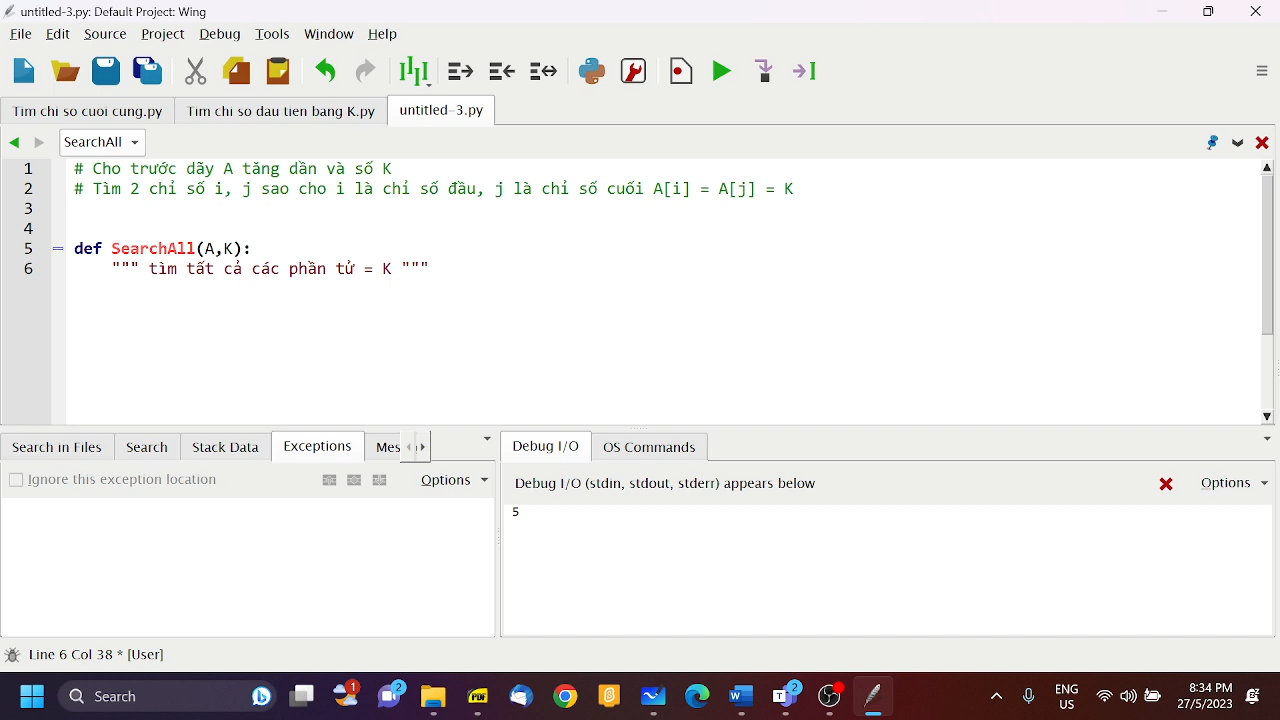 untitled-3.py: Default Project: Wing
File Edit Source Project Debug Tools Window Help
Tim chi so cuoi cung.py Tim chi so dau tien bang K.py untitled-3.py
SearchAll
1 # Cho trước dãy A tăng dần và số K
2 # Tìm 2 chỉ số i, j sao cho i là chỉ số đầu, j là chỉ số cuối A[i] = A[j] = K
3
4
5 def SearchAll(A,K):
6 """ tìm tất cả các phần tử = K """
Search in Files Search Stack Data Exceptions Mes
Debug I/O OS Commands
Ignore this exception location Options
Debug I/O (stdin, stdout, stderr) appears below Options
5
Line 6 Col 38 * [User]
Search
PDF
1
2
2
ENG
US
8:34 PM
27/5/2023